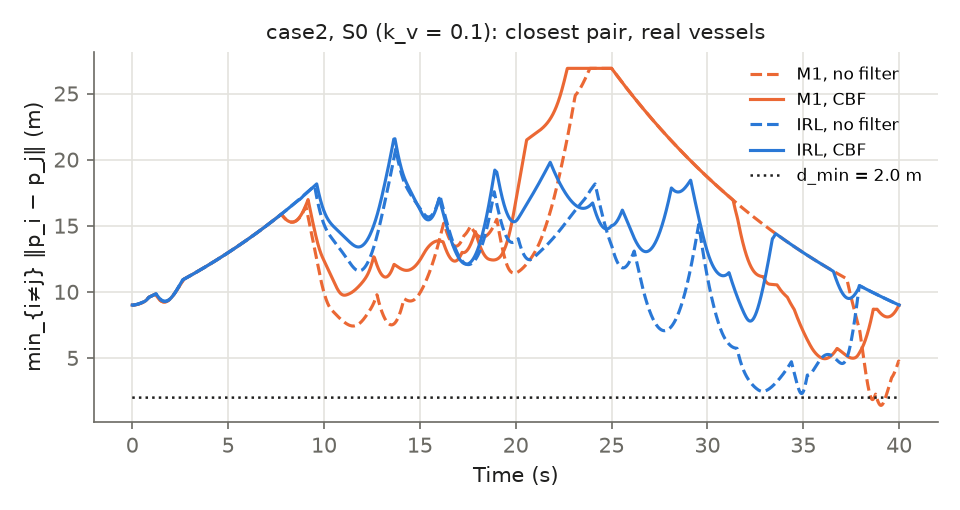 case2, S0 (k_v = 0.1): closest pair, real vessels
min_{i≠j} ‖p_i − p_j‖ (m)
25
20
15
10
5
M1, no filter
M1, CBF
IRL, no filter
IRL, CBF
d_min = 2.0 m
0 5 10 15 20 25 30 35 40
Time (s)